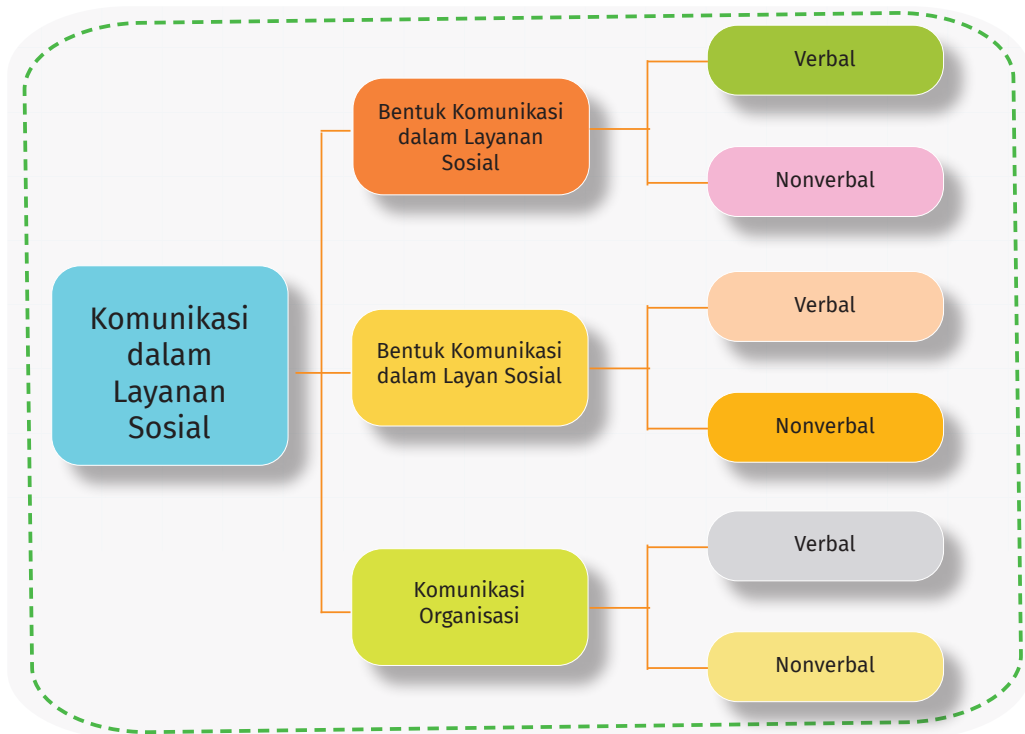 Komunikasi
dalam
Layanan
Sosial
Bentuk Komunikasi
dalam Layanan
Sosial
Verbal
Nonverbal
Bentuk Komunikasi
dalam Layan Sosial
Verbal
Nonverbal
Komunikasi
Organisasi
Verbal
Nonverbal